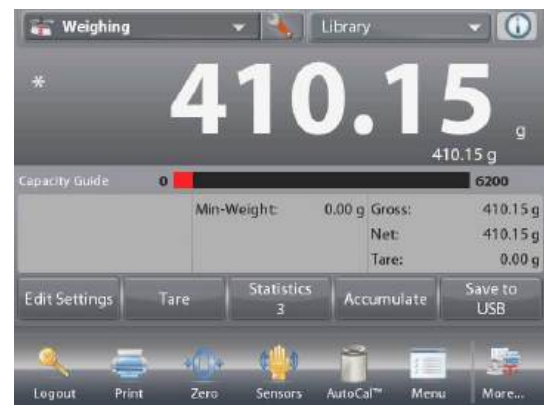 Weighing Library
* 410.15 g
410.15 g
Capacity Guide 0 6200
Min-Weight: 0.00 g Gross: 410.15 g
Net: 410.15 g
Tare: 0.00 g
Edit Settings Tare Statistics 3 Accumulate Save to USB
Logout Print Zero Sensors AutoCal™ Menu More...